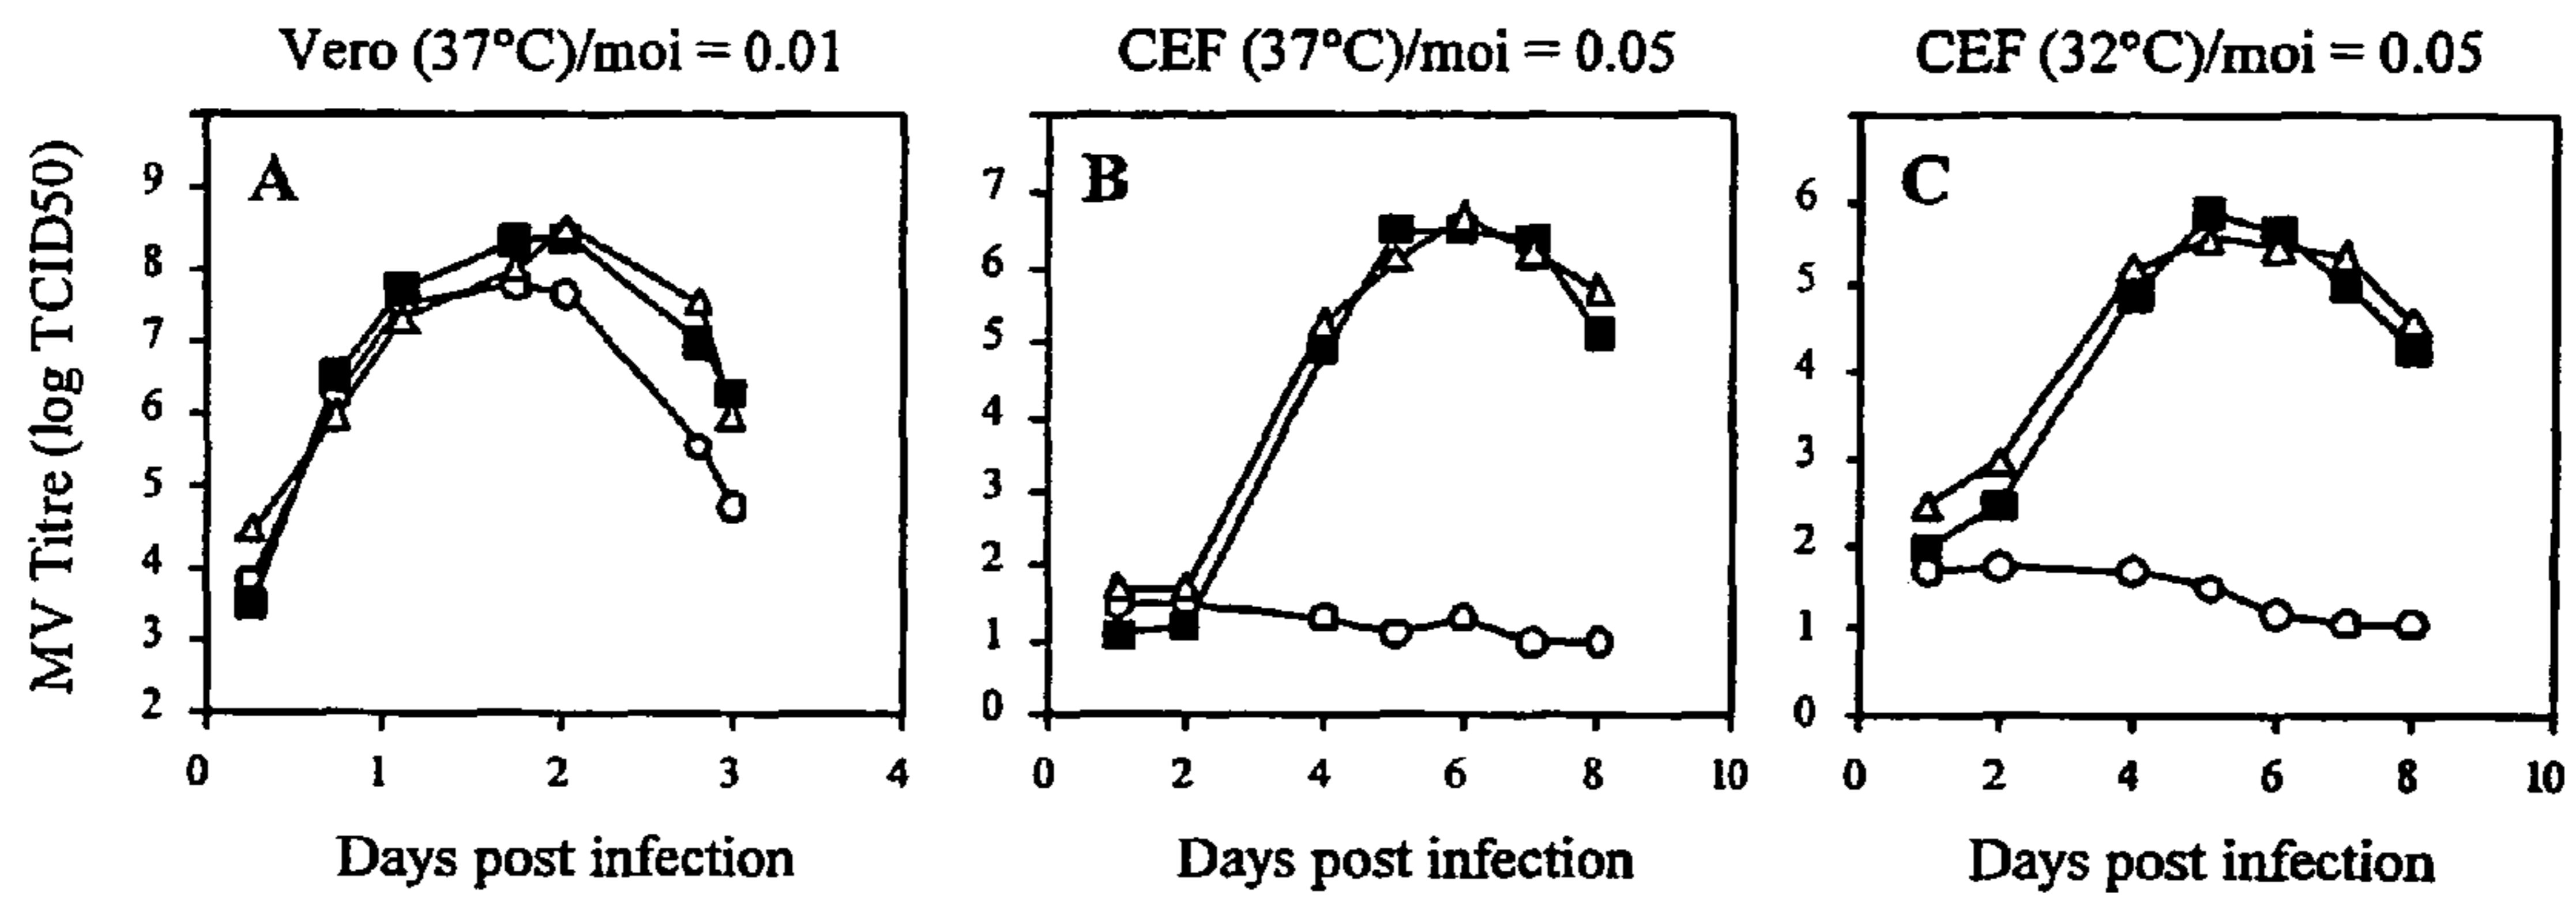 Vero (37°C)/moi = 0.01
CEF (37°C)/moi = 0.05
CEF (32°C)/moi = 0.05
MV Titre (log TCID50)
A
9
8
7
6
5
4
3
2
0 1 2 3 4
Days post infection
B
7
6
5
4
3
2
1
0
0 2 4 6 8 10
Days post infection
C
6
5
4
3
2
1
0
0 2 4 6 8 10
Days post infection